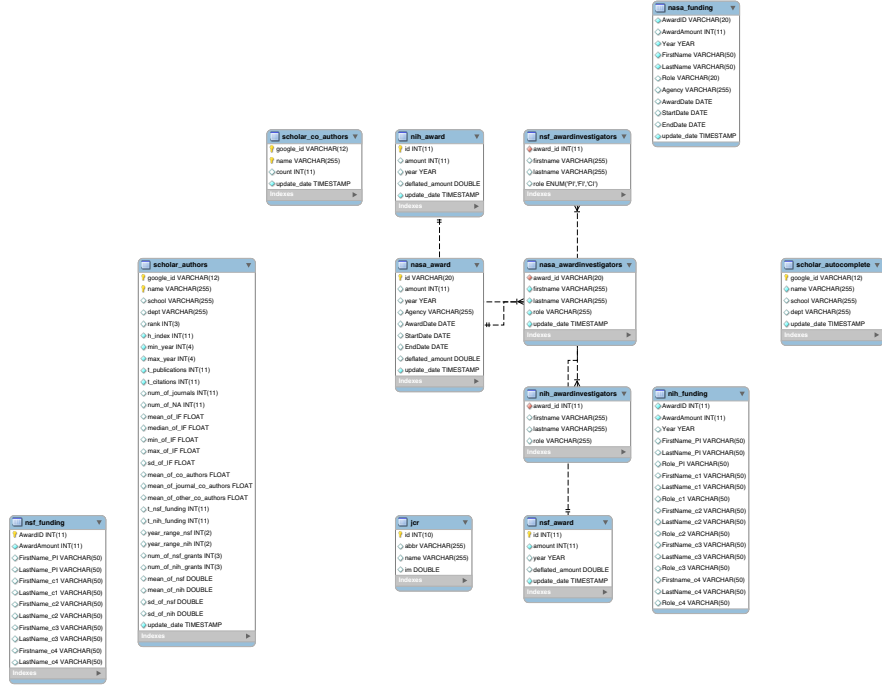 nasa_funding
AwardID VARCHAR(20)
AwardAmount INT(11)
Year YEAR
FirstName VARCHAR(50)
LastName VARCHAR(50)
Role VARCHAR(20)
Agency VARCHAR(255)
AwardDate DATE
StartDate DATE
EndDate DATE
update_date TIMESTAMP
scholar_co_authors
google_id VARCHAR(12)
name VARCHAR(255)
count INT(11)
update_date TIMESTAMP
Indexes
nih_award
id INT(11)
amount INT(11)
year YEAR
deflated_amount DOUBLE
update_date TIMESTAMP
Indexes
nsf_awardinvestigators
award_id INT(11)
firstname VARCHAR(255)
lastname VARCHAR(255)
role ENUM('PI','FI','CI')
Indexes
scholar_authors
google_id VARCHAR(12)
name VARCHAR(255)
school VARCHAR(255)
dept VARCHAR(255)
rank INT(3)
h_index INT(11)
min_year INT(4)
max_year INT(4)
t_publications INT(11)
t_citations INT(11)
num_of_journals INT(11)
num_of_NA INT(11)
mean_of_IF FLOAT
median_of_IF FLOAT
min_of_IF FLOAT
max_of_IF FLOAT
sd_of_IF FLOAT
mean_of_co_authors FLOAT
mean_of_journal_co_authors FLOAT
mean_of_other_co_authors FLOAT
t_nsf_funding INT(11)
t_nih_funding INT(11)
year_range_nsf INT(2)
year_range_nih INT(2)
num_of_nsf_grants INT(3)
num_of_nih_grants INT(3)
mean_of_nsf DOUBLE
mean_of_nih DOUBLE
sd_of_nsf DOUBLE
sd_of_nih DOUBLE
update_date TIMESTAMP
Indexes
nasa_award
id VARCHAR(20)
amount INT(11)
year YEAR
Agency VARCHAR(255)
AwardDate DATE
StartDate DATE
EndDate DATE
deflated_amount DOUBLE
update_date TIMESTAMP
Indexes
nasa_awardinvestigators
award_id VARCHAR(20)
firstname VARCHAR(255)
lastname VARCHAR(255)
role VARCHAR(255)
update_date TIMESTAMP
Indexes
scholar_autocomplete
google_id VARCHAR(12)
name VARCHAR(255)
school VARCHAR(255)
dept VARCHAR(255)
update_date TIMESTAMP
Indexes
nih_awardinvestigators
award_id INT(11)
firstname VARCHAR(255)
lastname VARCHAR(255)
role VARCHAR(255)
Indexes
nih_funding
AwardID INT(11)
AwardAmount INT(11)
Year YEAR
FirstName_PI VARCHAR(50)
LastName_PI VARCHAR(50)
Role_PI VARCHAR(50)
FirstName_c1 VARCHAR(50)
LastName_c1 VARCHAR(50)
Role_c1 VARCHAR(50)
FirstName_c2 VARCHAR(50)
LastName_c2 VARCHAR(50)
Role_c2 VARCHAR(50)
FirstName_c3 VARCHAR(50)
LastName_c3 VARCHAR(50)
Role_c3 VARCHAR(50)
Firstname_c4 VARCHAR(50)
LastName_c4 VARCHAR(50)
Role_c4 VARCHAR(50)
nsf_funding
AwardID INT(11)
AwardAmount INT(11)
FirstName_PI VARCHAR(50)
LastName_PI VARCHAR(50)
FirstName_c1 VARCHAR(50)
LastName_c1 VARCHAR(50)
FirstName_c2 VARCHAR(50)
LastName_c2 VARCHAR(50)
FirstName_c3 VARCHAR(50)
LastName_c3 VARCHAR(50)
Firstname_c4 VARCHAR(50)
LastName_c4 VARCHAR(50)
Indexes
jcr
id INT(10)
abbr VARCHAR(255)
name VARCHAR(255)
im DOUBLE
Indexes
nsf_award
id INT(11)
amount INT(11)
year YEAR
deflated_amount DOUBLE
update_date TIMESTAMP
Indexes